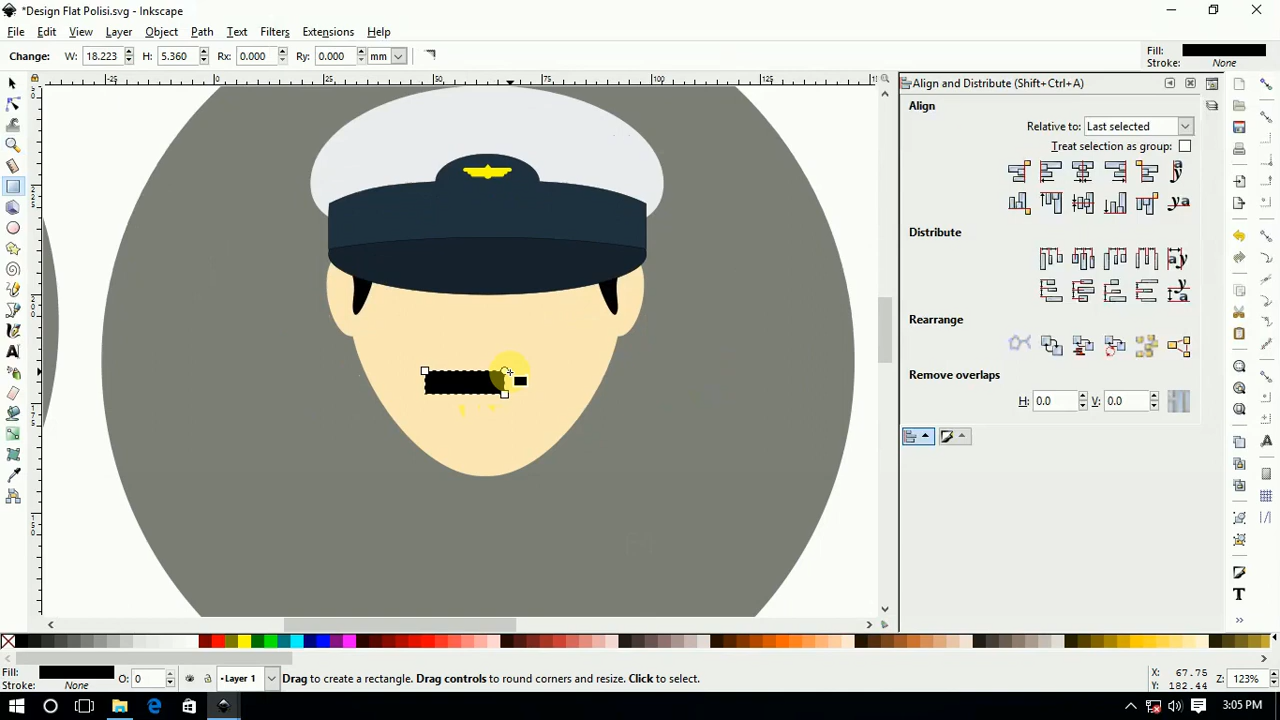 *Design Flat Polisi.svg - Inkscape
File Edit View Layer Object Path Text Filters Extensions Help
Change: W: 18.223 H: 5.360 Rx: 0.000 Ry: 0.000 mm
Fill:
Stroke: None
Align and Distribute (Shift+Ctrl+A)
Align
Relative to: Last selected
Treat selection as group:
Distribute
Rearrange
Remove overlaps
H: 0.0 V: 0.0
Fill:
Stroke: None
O: 0
Layer 1
Drag to create a rectangle. Drag controls to round corners and resize. Click to select.
X: 67.75
Y: 182.44
Z: 123%
3:05 PM